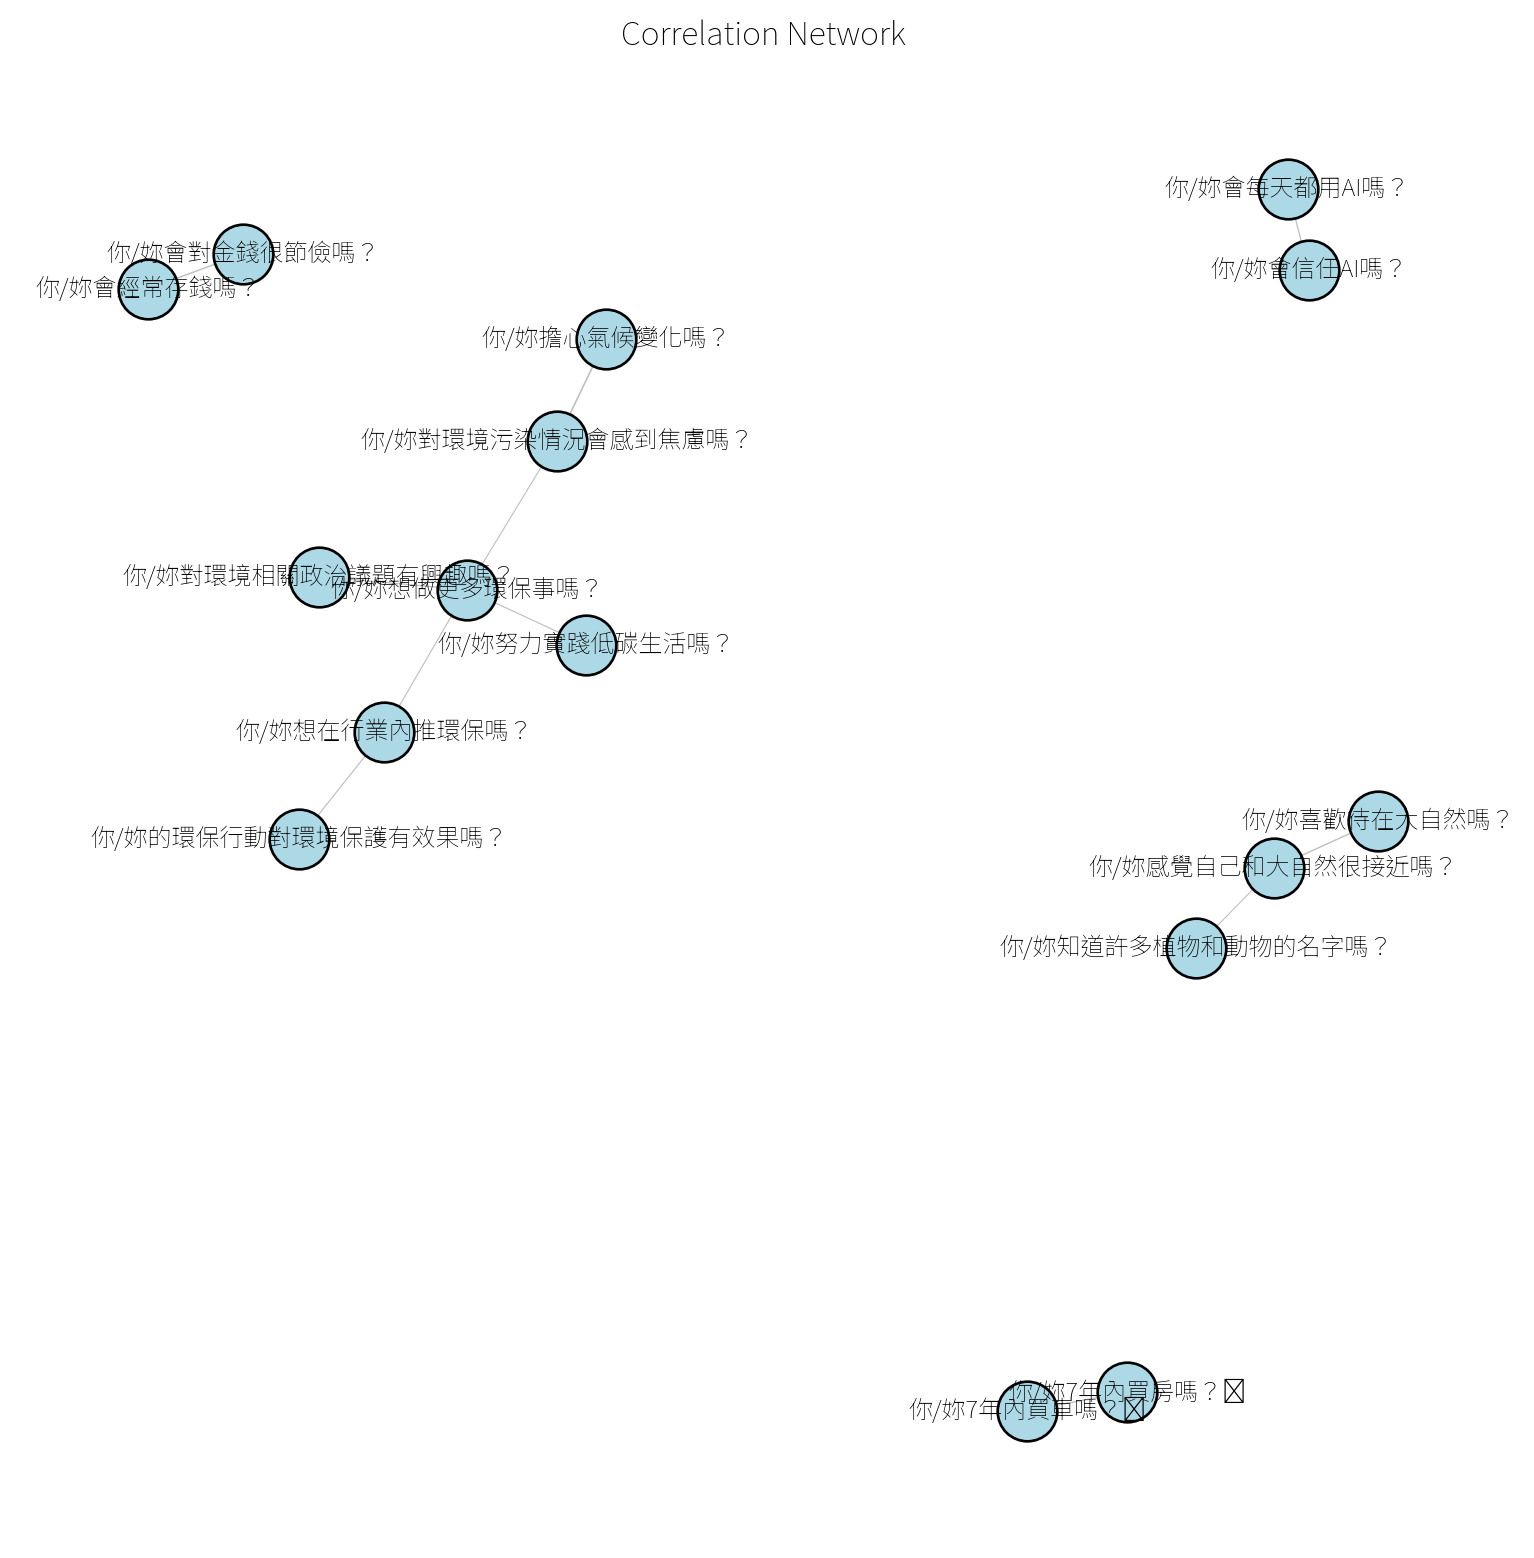 Correlation Network
你/妳會每天都用AI嗎？
你/妳會對金錢很節儉嗎？
你/妳會信任AI嗎？
你/妳會經常存錢嗎？
你/妳擔心氣候變化嗎？
你/妳對環境污染情況會感到焦慮嗎？
你/妳對環境相關政治議題有興趣嗎？
你/妳想做更多環保事嗎？
你/妳努力實踐低碳生活嗎？
你/妳想在行業內推環保嗎？
你/妳喜歡待在大自然嗎？
你/妳的環保行動對環境保護有效果嗎？
你/妳感覺自己和大自然很接近嗎？
你/妳知道許多植物和動物的名字嗎？
你/妳7年內買房嗎？
你/妳7年內買車嗎？